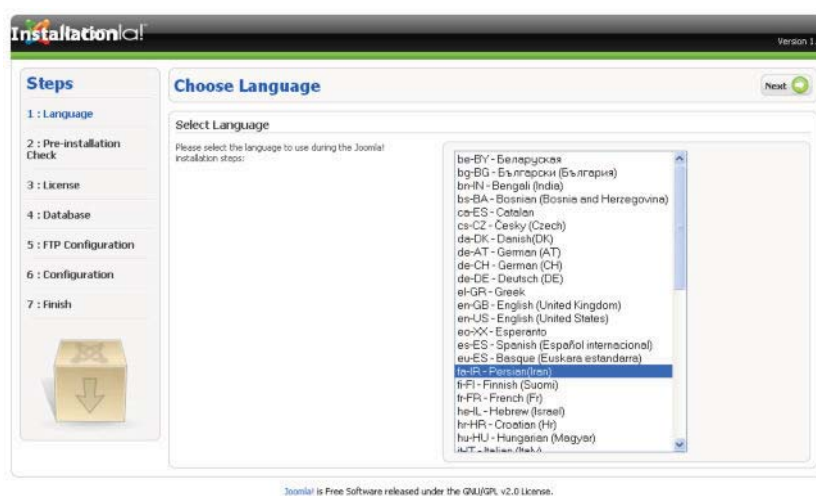 Installation
Joomla!
Version 1.
Steps
1 : Language
2 : Pre-installation
Check
3 : License
4 : Database
5 : FTP Configuration
6 : Configuration
7 : Finish
Choose Language
Next
Select Language
Please select the language to use during the Joomla!
installation steps:
be-BY - Беларуская
bg-BG - Български (България)
bn-IN - Bengali (India)
bs-BA - Bosnian (Bosnia and Herzegovina)
ca-ES - Catalan
cs-CZ - Česky (Czech)
da-DK - Danish(DK)
de-AT - German (AT)
de-CH - German (CH)
de-DE - Deutsch (DE)
el-GR - Greek
en-GB - English (United Kingdom)
en-US - English (United States)
eo-XX - Esperanto
es-ES - Spanish (Español internacional)
eu-ES - Basque (Euskara estandarra)
fa-IR - Persian(Iran)
fi-FI - Finnish (Suomi)
fr-FR - French (Fr)
he-IL - Hebrew (Israel)
hr-HR - Croatian (Hr)
hu-HU - Hungarian (Magyar)
it-IT - Italian (Italy)
Joomla! is Free Software released under the GNU/GPL v2.0 License.